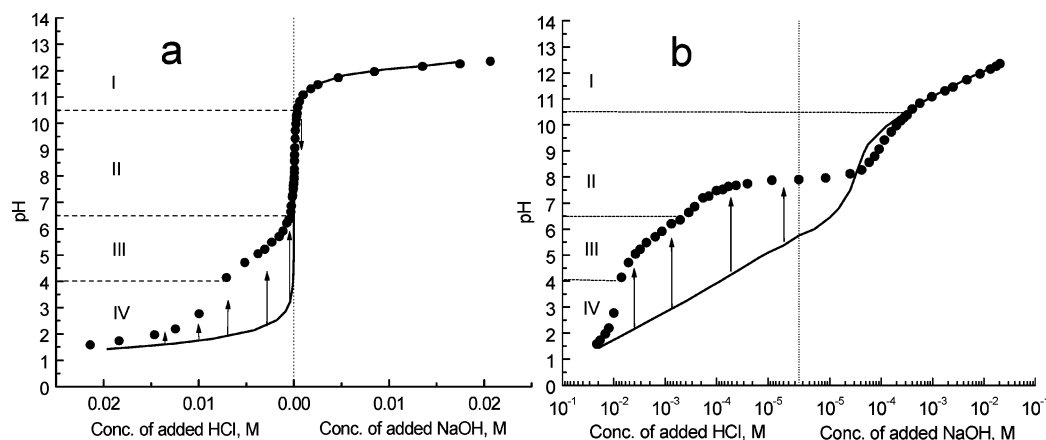 a
14
13
12
11
10
9
8
7
6
5
4
3
2
1
0
pH
I
II
III
IV
0.02 0.01 0.00 0.01 0.02
Conc. of added HCl, M Conc. of added NaOH, M
b
14
13
12
11
10
9
8
7
6
5
4
3
2
1
0
pH
I
II
III
IV
10-1 10-2 10-3 10-4 10-5 10-5 10-4 10-3 10-2 10-1
Conc. of added HCl, M Conc. of added NaOH, M